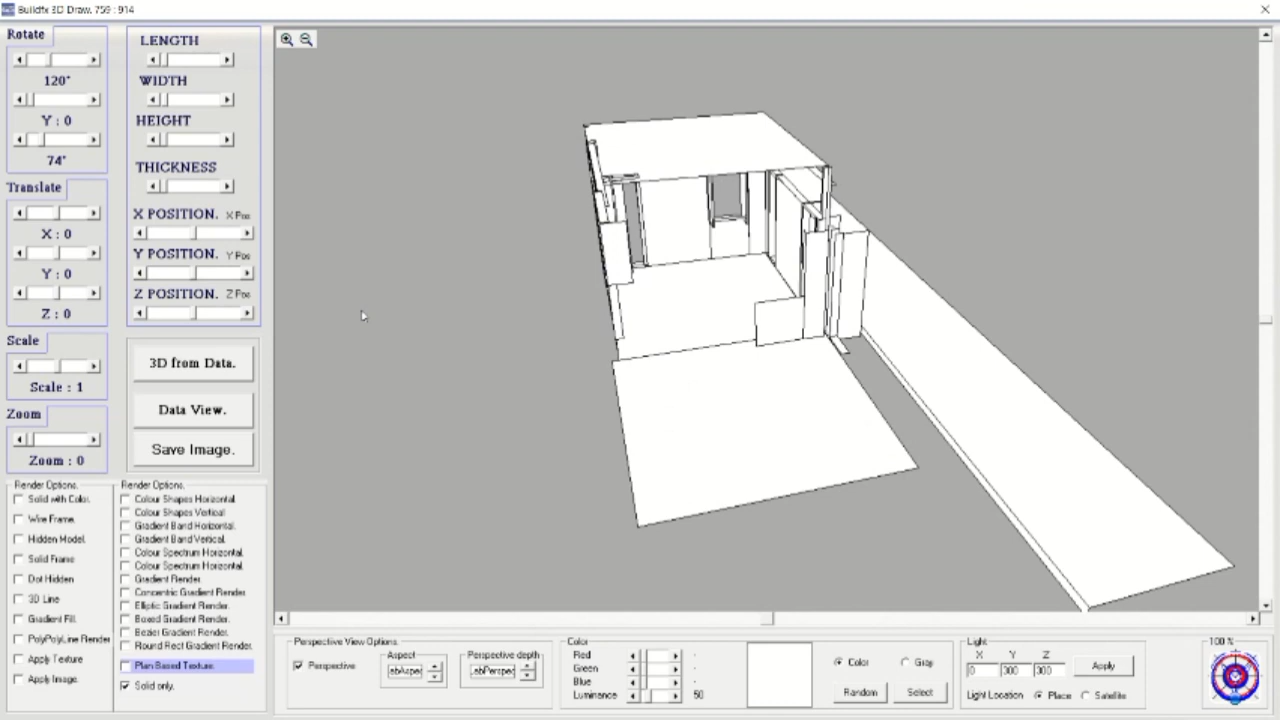 Buildfx 3D Draw. 759 : 914
Rotate
120°
Y : 0
74°
Translate
X : 0
Y : 0
Z : 0
Scale
Scale : 1
Zoom
Zoom : 0
LENGTH
WIDTH
HEIGHT
THICKNESS
X POSITION. X Pos
Y POSITION. Y Pos
Z POSITION. Z Pos
3D from Data.
Data View.
Save Image.
Render Options.
Solid with Color.
Wire Frame.
Hidden Model.
Solid Frame
Dot Hidden
3D Line
Gradient Fill.
PolyPolyLine Render
Apply Texture
Apply Image.
Render Options.
Colour Shapes Horizontal.
Colour Shapes Vertical
Gradient Band Horizontal.
Gradient Band Vertical.
Colour Spectrum Horizontal.
Colour Spectrum Horizontal.
Gradient Render.
Concentric Gradient Render.
Elliptic Gradient Render.
Boxed Gradient Render.
Bezier Gradient Render.
Round Rect Gradient Render.
Plan Based Texture.
Solid only.
Perspective View Options.
Perspective
Aspect
Perspective depth
Color
Red
Green
Blue
Luminance 50
Color Gray
Random Select
Light
X Y Z
0 300 300
Apply
Light Location Place Satellite
100 %